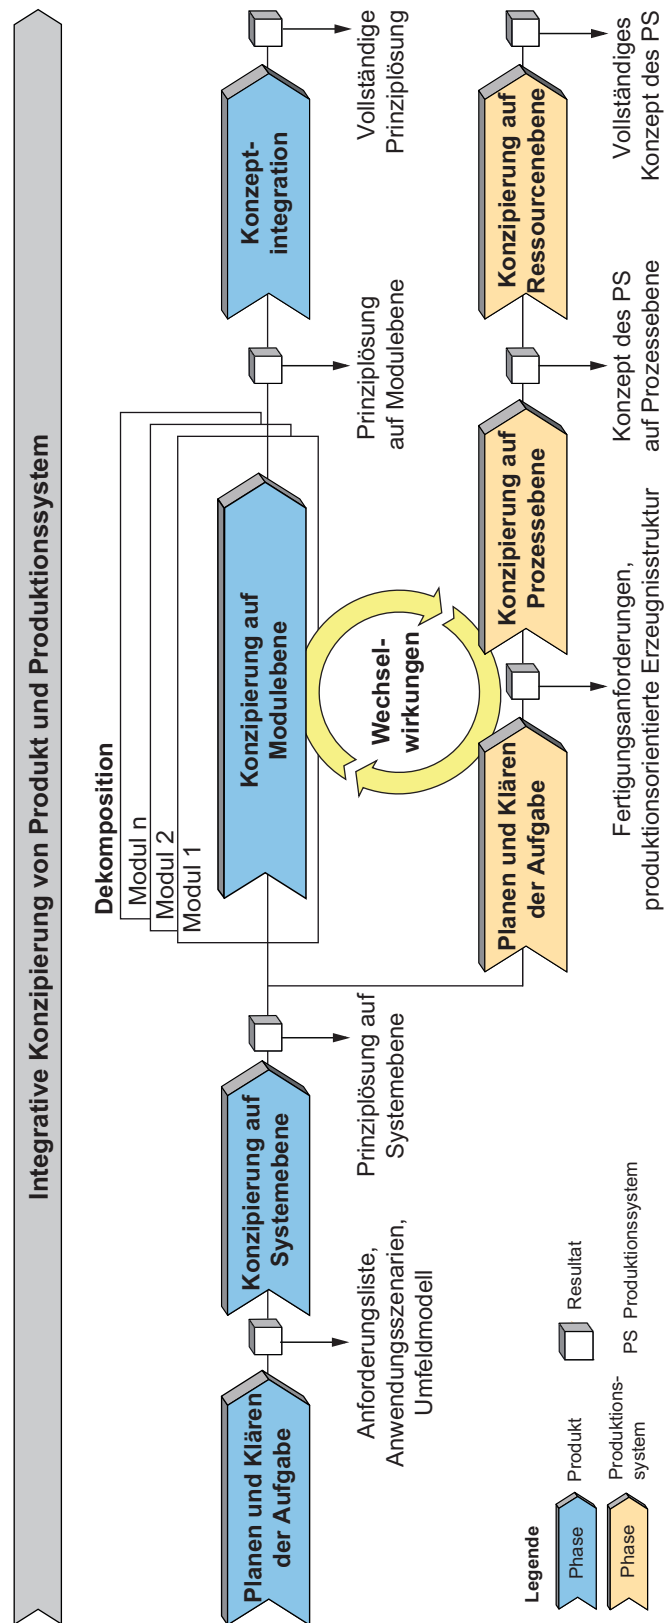 Integrative Konzipierung von Produkt und Produktionssystem
Dekomposition
Modul n
Modul 2
Modul 1
Planen und Klären
der Aufgabe
Konzipierung auf
Systemebene
Konzipierung auf
Modulebene
Konzept-
integration
Anforderungsliste,
Anwendungsszenarien,
Umfeldmodell
Prinziplösung auf
Systemebene
Prinziplösung
auf Modulebene
Vollständige
Prinziplösung
Wechsel-
wirkungen
Planen und Klären
der Aufgabe
Konzipierung auf
Prozessebene
Konzipierung auf
Ressourcenebene
Fertigungsanforderungen,
produktionsorientierte Erzeugnisstruktur
Konzept des PS
auf Prozessebene
Vollständiges
Konzept des PS
Legende
Phase
Produkt
Resultat
Phase
Produktions-
system
PS Produktionssystem